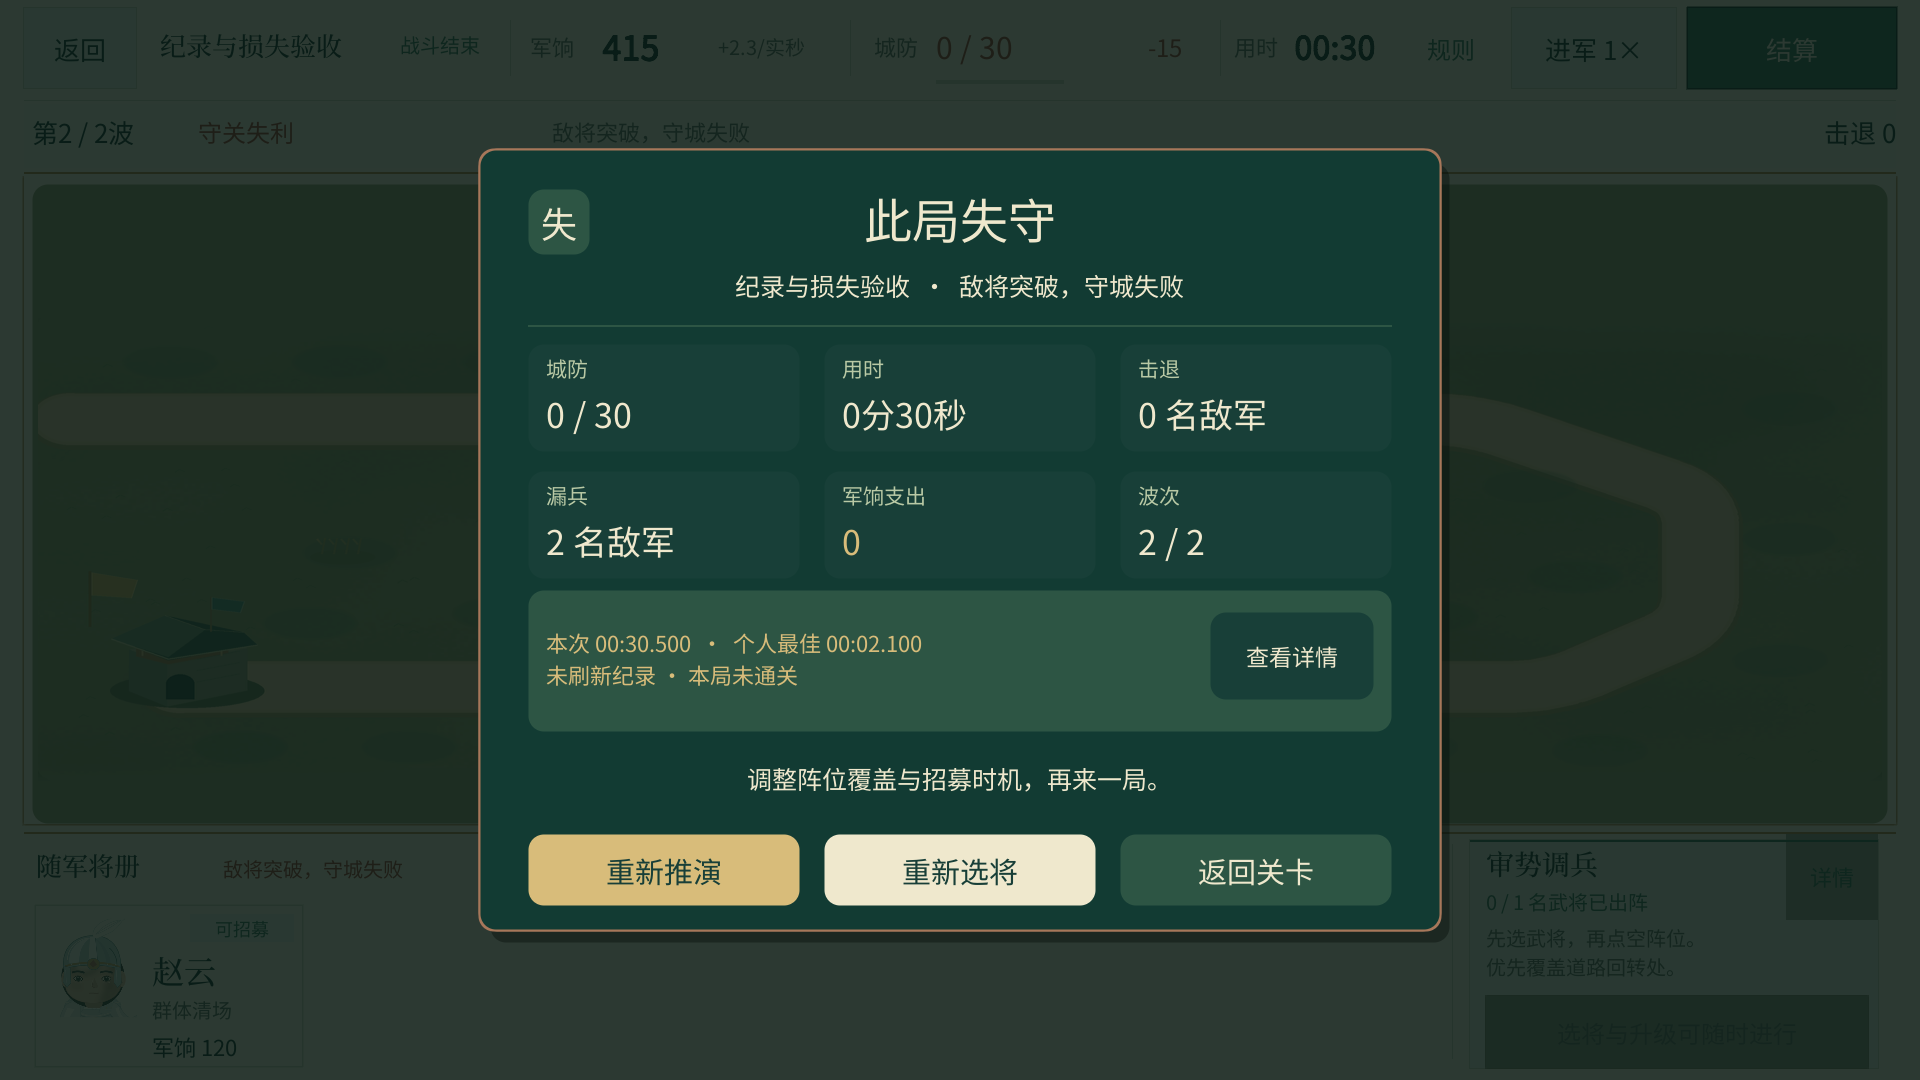 返回
纪录与损失验收
战斗结束
军饷 415
+2.3/实秒
城防 0 / 30
-15
用时 00:30
规则
进军 1×
结算
第2 / 2波
守关失利
敌将突破，守城失败
击退 0
失
此局失守
纪录与损失验收 · 敌将突破，守城失败
城防
0 / 30
用时
0分30秒
击退
0 名敌军
漏兵
2 名敌军
军饷支出
0
波次
2 / 2
本次 00:30.500 · 个人最佳 00:02.100
未刷新纪录 · 本局未通关
查看详情
调整阵位覆盖与招募时机，再来一局。
重新推演
重新选将
返回关卡
随军将册
敌将突破，守城失败
可招募
赵云
群体清场
军饷 120
审势调兵
详情
0 / 1 名武将已出阵
先选武将，再点空阵位。
优先覆盖道路回转处。
选将与升级可随时进行